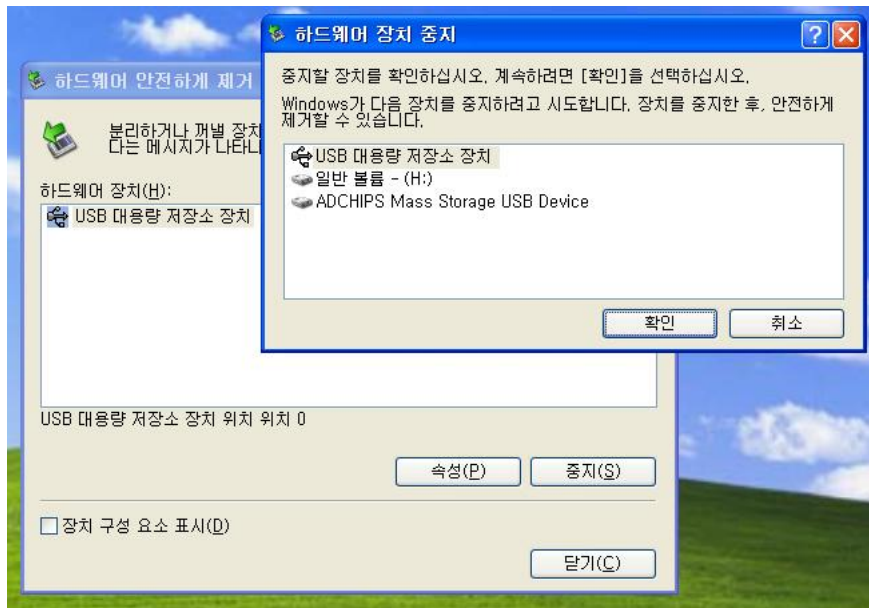 하드웨어 장치 중지
중지할 장치를 확인하십시오. 계속하려면 [확인]을 선택하십시오.
Windows가 다음 장치를 중지하려고 시도합니다. 장치를 중지한 후, 안전하게
제거할 수 있습니다.
USB 대용량 저장소 장치
일반 볼륨 - (H:)
ADCHIPS Mass Storage USB Device
확인
취소
하드웨어 안전하게 제거
분리하거나 꺼낼 장치
다는 메시지가 나타나
하드웨어 장치(H):
USB 대용량 저장소 장치
USB 대용량 저장소 장치 위치 위치 0
속성(P)
중지(S)
장치 구성 요소 표시(D)
닫기(C)